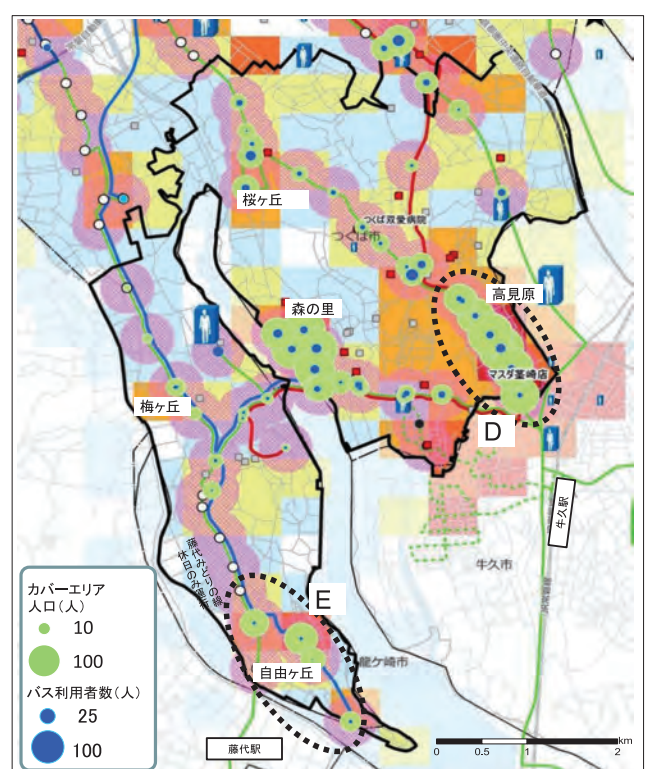 桜ヶ丘
つくば双愛病院
つくば市
高見原
森の里
マスダ茎崎店
梅ヶ丘
D
牛久駅
牛久市
藤代みどりの線
休日のみ運行
E
自由ヶ丘
龍ケ崎市
藤代駅
カバーエリア
人口(人)
10
100
バス利用者数(人)
25
100
km
0 0.5 1 2